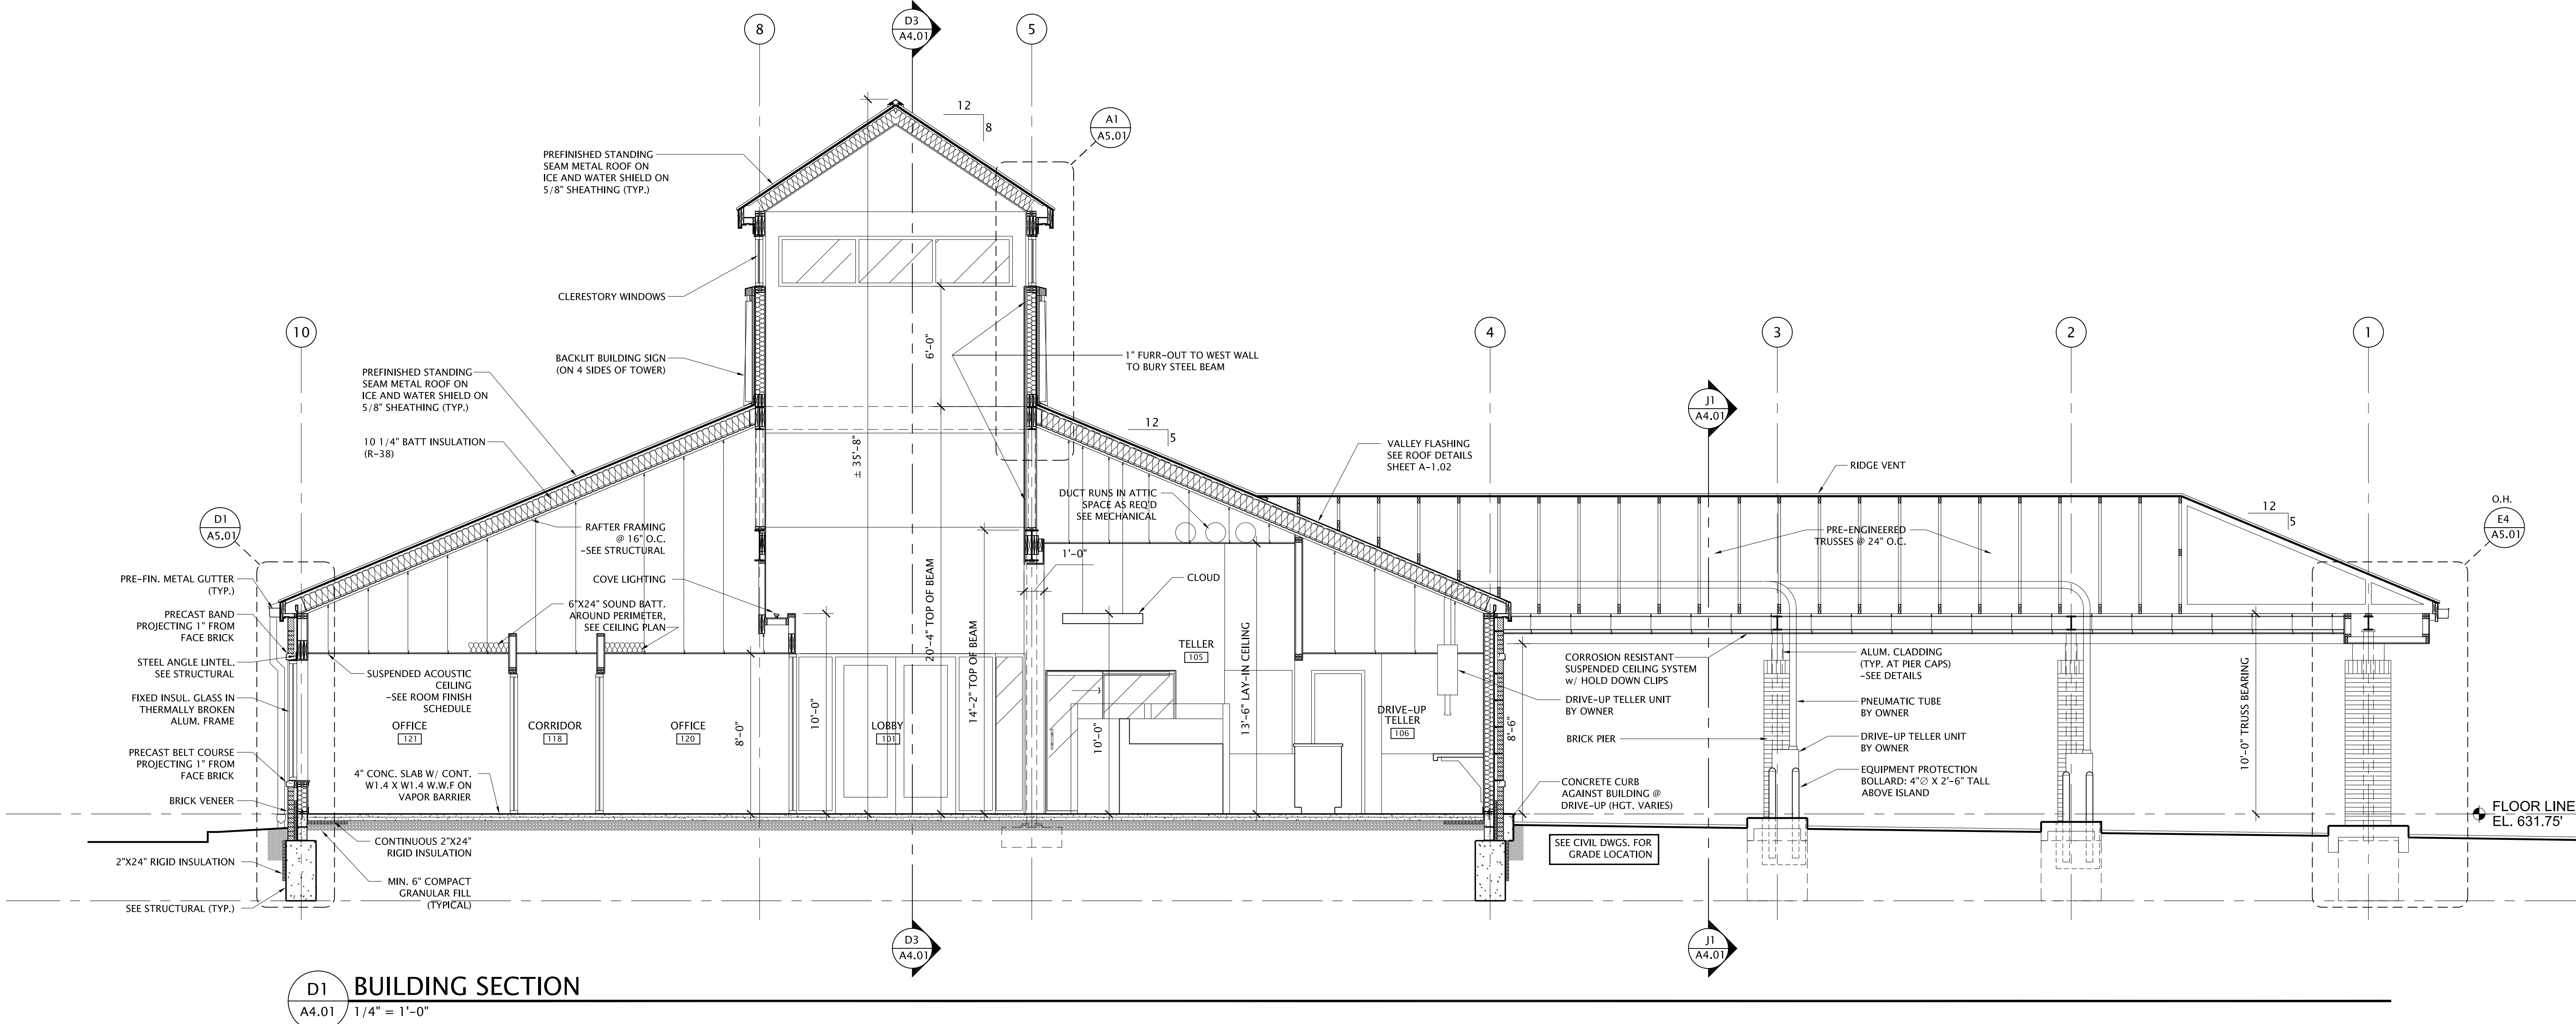 8
D3
A4.01
5
12
8
A1
A5.01
PREFINISHED STANDING
SEAM METAL ROOF ON
ICE AND WATER SHIELD ON
5/8" SHEATHING (TYP.)
CLERESTORY WINDOWS
10
4
3
2
1
6'-0"
BACKLIT BUILDING SIGN
(ON 4 SIDES OF TOWER)
1" FURR-OUT TO WEST WALL
TO BURY STEEL BEAM
PREFINISHED STANDING
SEAM METAL ROOF ON
ICE AND WATER SHIELD ON
5/8" SHEATHING (TYP.)
J1
A4.01
12
5
10 1/4" BATT INSULATION
(R-38)
± 35'-8"
VALLEY FLASHING
SEE ROOF DETAILS
SHEET A-1.02
RIDGE VENT
DUCT RUNS IN ATTIC
SPACE AS REQ'D
SEE MECHANICAL
O.H.
E4
A5.01
12
5
D1
A5.01
RAFTER FRAMING
@ 16" O.C.
-SEE STRUCTURAL
PRE-ENGINEERED
TRUSSES @ 24" O.C.
1'-0"
PRE-FIN. METAL GUTTER
(TYP.)
COVE LIGHTING
CLOUD
PRECAST BAND
PROJECTING 1" FROM
FACE BRICK
6"X24" SOUND BATT.
AROUND PERIMETER,
SEE CEILING PLAN
20'-4" TOP OF BEAM
14'-2" TOP OF BEAM
13'-6" LAY-IN CEILING
TELLER
105
STEEL ANGLE LINTEL.
SEE STRUCTURAL
SUSPENDED ACOUSTIC
CEILING
-SEE ROOM FINISH
SCHEDULE
CORROSION RESISTANT
SUSPENDED CEILING SYSTEM
w/ HOLD DOWN CLIPS
ALUM. CLADDING
(TYP. AT PIER CAPS)
-SEE DETAILS
10'-0" TRUSS BEARING
FIXED INSUL. GLASS IN
THERMALLY BROKEN
ALUM. FRAME
DRIVE-UP TELLER UNIT
BY OWNER
PNEUMATIC TUBE
BY OWNER
OFFICE
121
CORRIDOR
118
OFFICE
120
8'-0"
10'-0"
LOBBY
101
10'-0"
DRIVE-UP
TELLER
106
8'-6"
BRICK PIER
DRIVE-UP TELLER UNIT
BY OWNER
PRECAST BELT COURSE
PROJECTING 1" FROM
FACE BRICK
4" CONC. SLAB W/ CONT.
W1.4 X W1.4 W.W.F ON
VAPOR BARRIER
CONCRETE CURB
AGAINST BUILDING @
DRIVE-UP (HGT. VARIES)
EQUIPMENT PROTECTION
BOLLARD: 4"∅ X 2'-6" TALL
ABOVE ISLAND
BRICK VENEER
FLOOR LINE
EL. 631.75'
CONTINUOUS 2"X24"
RIGID INSULATION
SEE CIVIL DWGS. FOR
GRADE LOCATION
2"X24" RIGID INSULATION
MIN. 6" COMPACT
GRANULAR FILL
(TYPICAL)
SEE STRUCTURAL (TYP.)
D3
A4.01
J1
A4.01
D1
A4.01
BUILDING SECTION
1/4" = 1'-0"